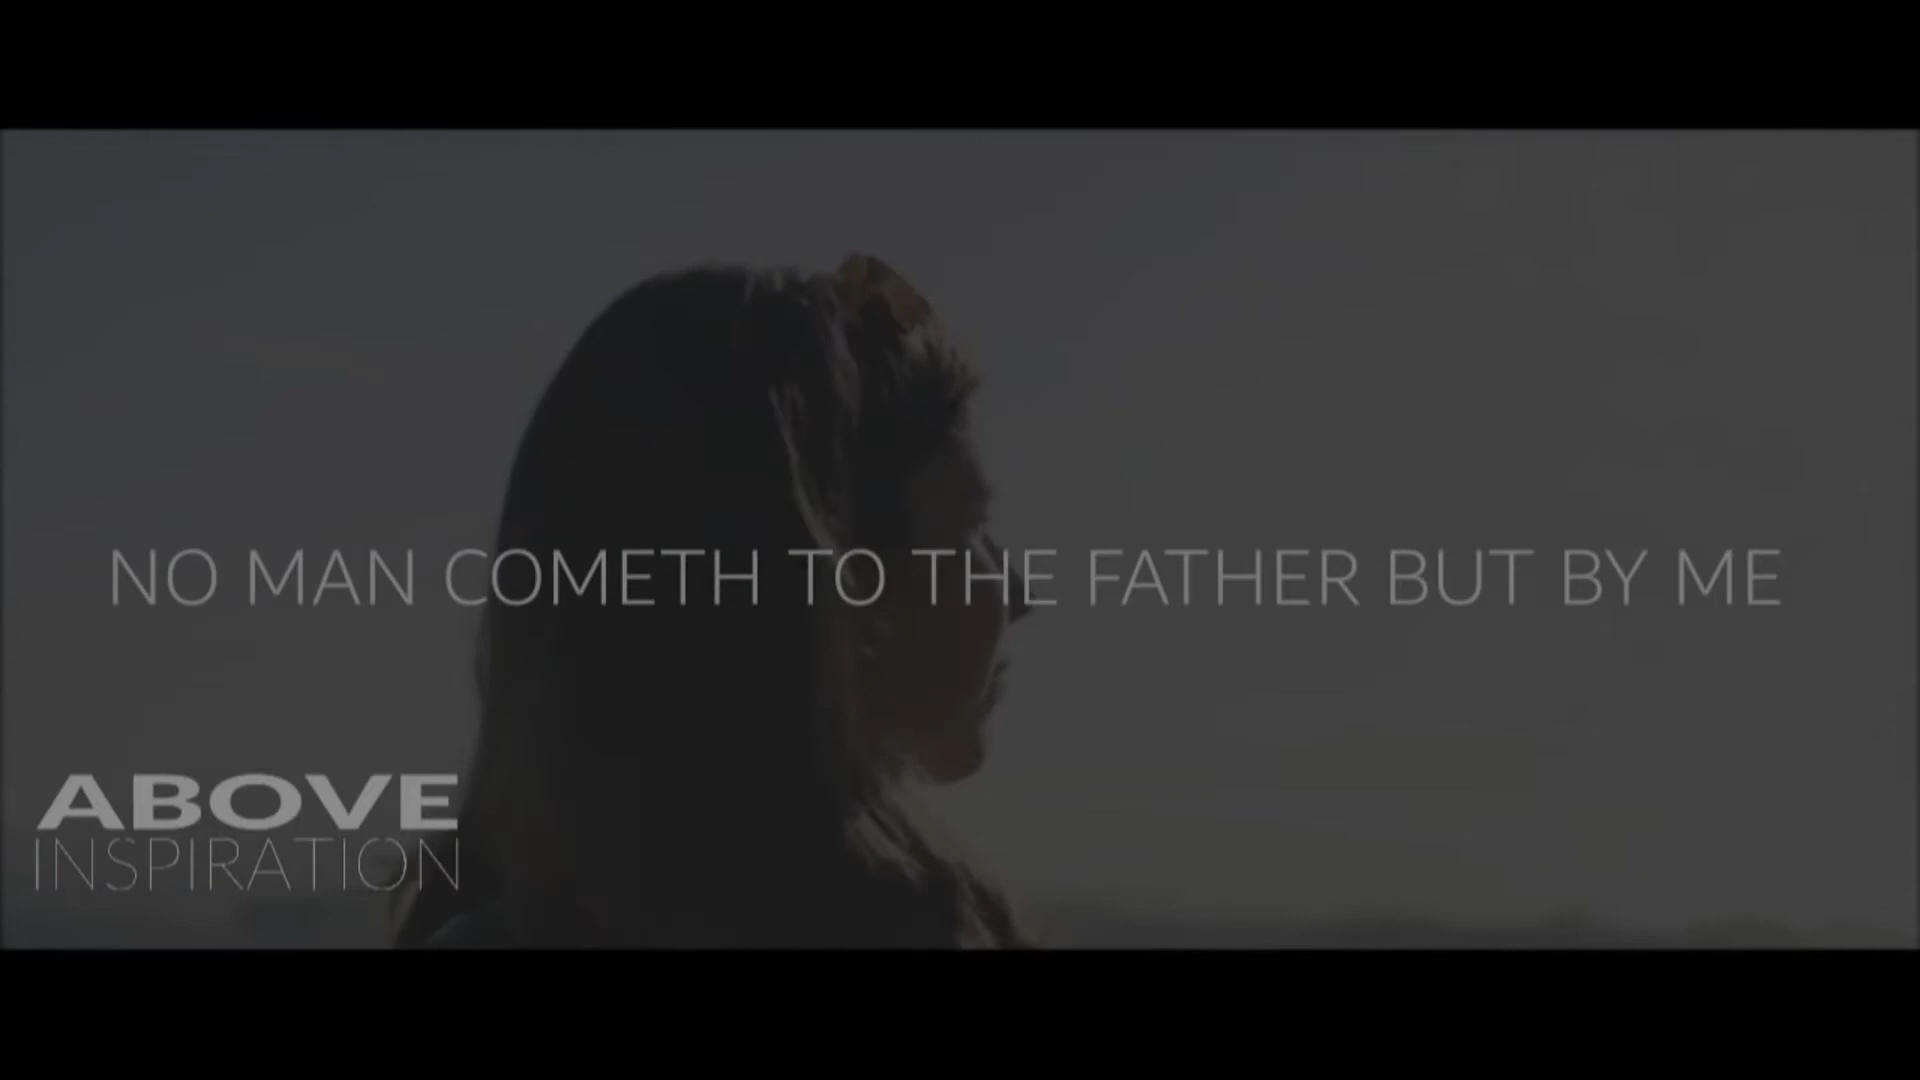 NO MAN COMETH TO THE FATHER BUT BY ME
ABOVE
INSPIRATION